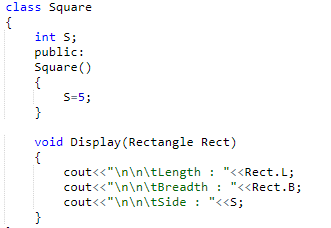 class Square
{
    int S;
    public:
    Square()
    {
        S=5;
    }

    void Display(Rectangle Rect)
    {
        cout<<"\n\n\tLength : "<<Rect.L;
        cout<<"\n\n\tBreadth : "<<Rect.B;
        cout<<"\n\n\tSide : "<<S;
    }